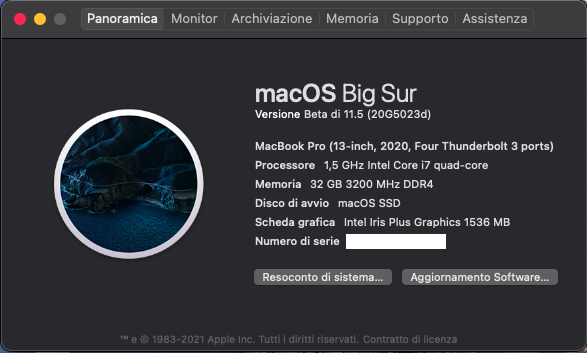 Panoramica Monitor Archiviazione Memoria Supporto Assistenza
macOS Big Sur
Versione Beta di 11.5 (20G5023d)
MacBook Pro (13-inch, 2020, Four Thunderbolt 3 ports)
Processore 1,5 GHz Intel Core i7 quad-core
Memoria 32 GB 3200 MHz DDR4
Disco di avvio macOS SSD
Scheda grafica Intel Iris Plus Graphics 1536 MB
Numero di serie
Resoconto di sistema... Aggiornamento Software...
™ e © 1983-2021 Apple Inc. Tutti i diritti riservati. Contratto di licenza